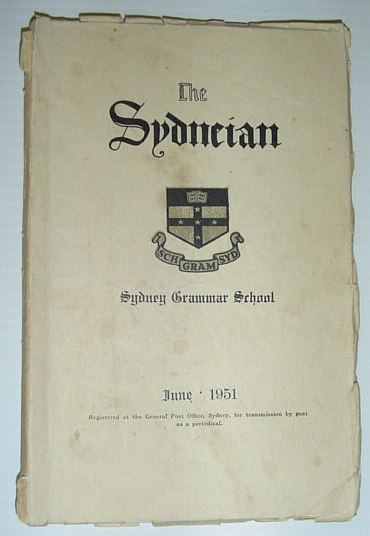 The
Sydneian
SCH GRAM SYD
Sydney Grammar School
June · 1951
Registered at the General Post Office, Sydney, for transmission by post
as a periodical.